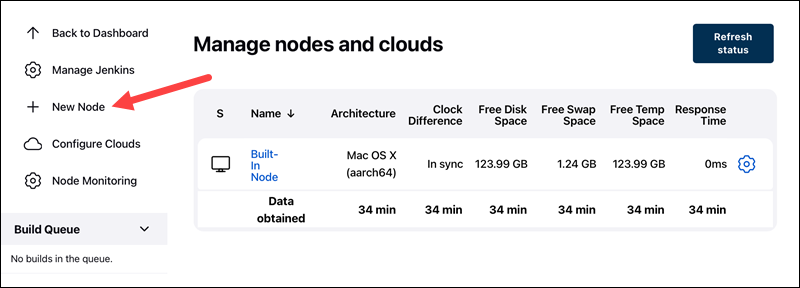 Back to Dashboard
Manage Jenkins
New Node
Configure Clouds
Node Monitoring
Build Queue
No builds in the queue.
Manage nodes and clouds
Refresh
status
S Name ↓ Architecture Clock Difference Free Disk Space Free Swap Space Free Temp Space Response Time
Built-In Node Mac OS X (aarch64) In sync 123.99 GB 1.24 GB 123.99 GB 0ms
Data obtained 34 min 34 min 34 min 34 min 34 min 34 min